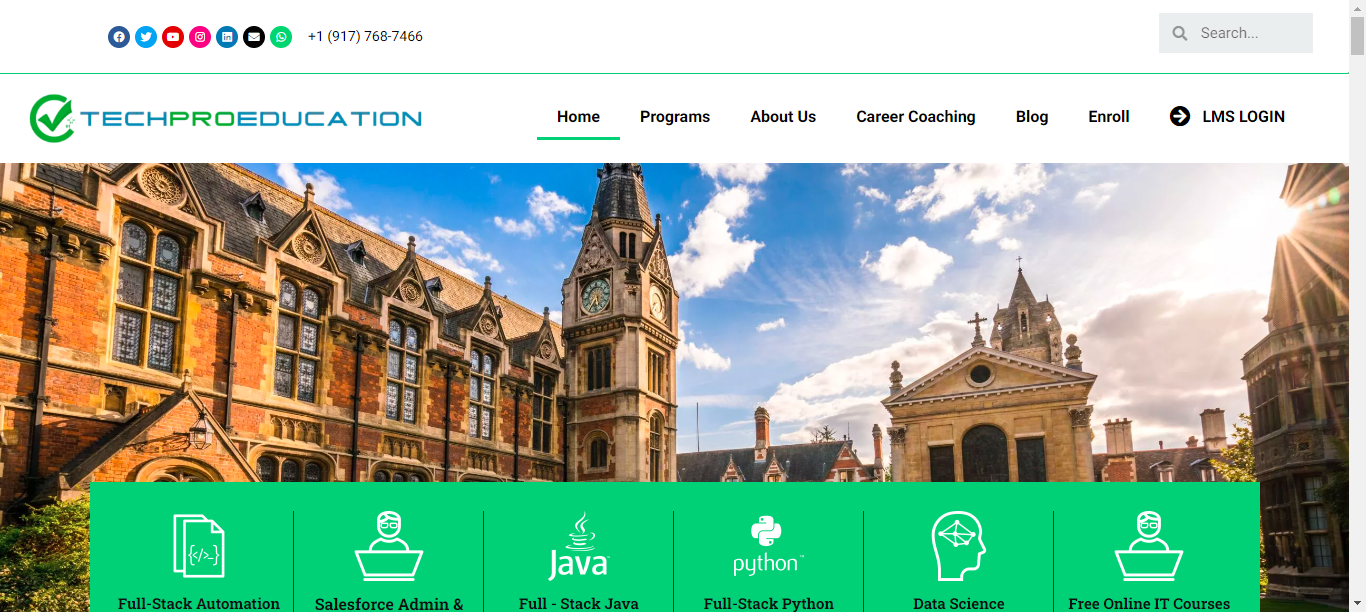 +1 (917) 768-7466
Search...
TECHPROEDUCATION
Home
Programs
About Us
Career Coaching
Blog
Enroll
LMS LOGIN
</_>
Java
python™
Full-Stack Automation
Salesforce Admin &
Full - Stack Java
Full-Stack Python
Data Science
Free Online IT Courses